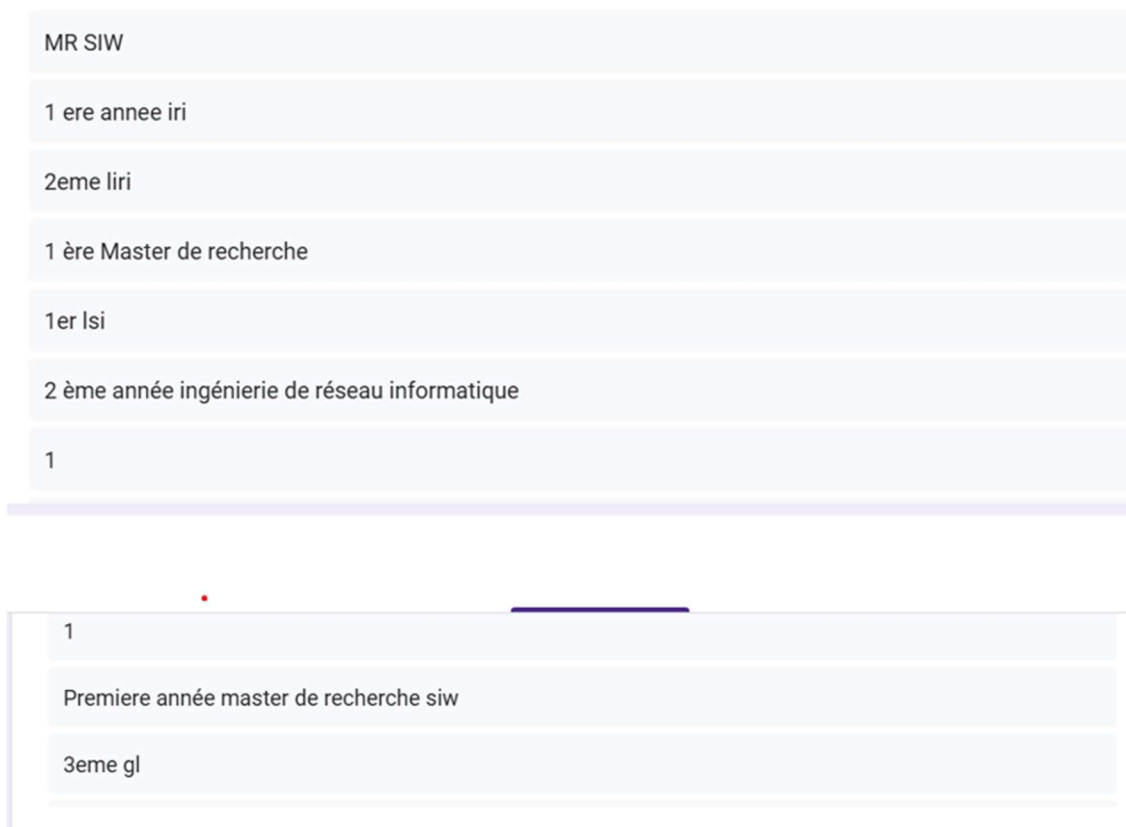 MR SIW
1 ere annee iri
2eme liri
1 ère Master de recherche
1er lsi
2 ème année ingénierie de réseau informatique
1
1
Premiere année master de recherche siw
3eme gl